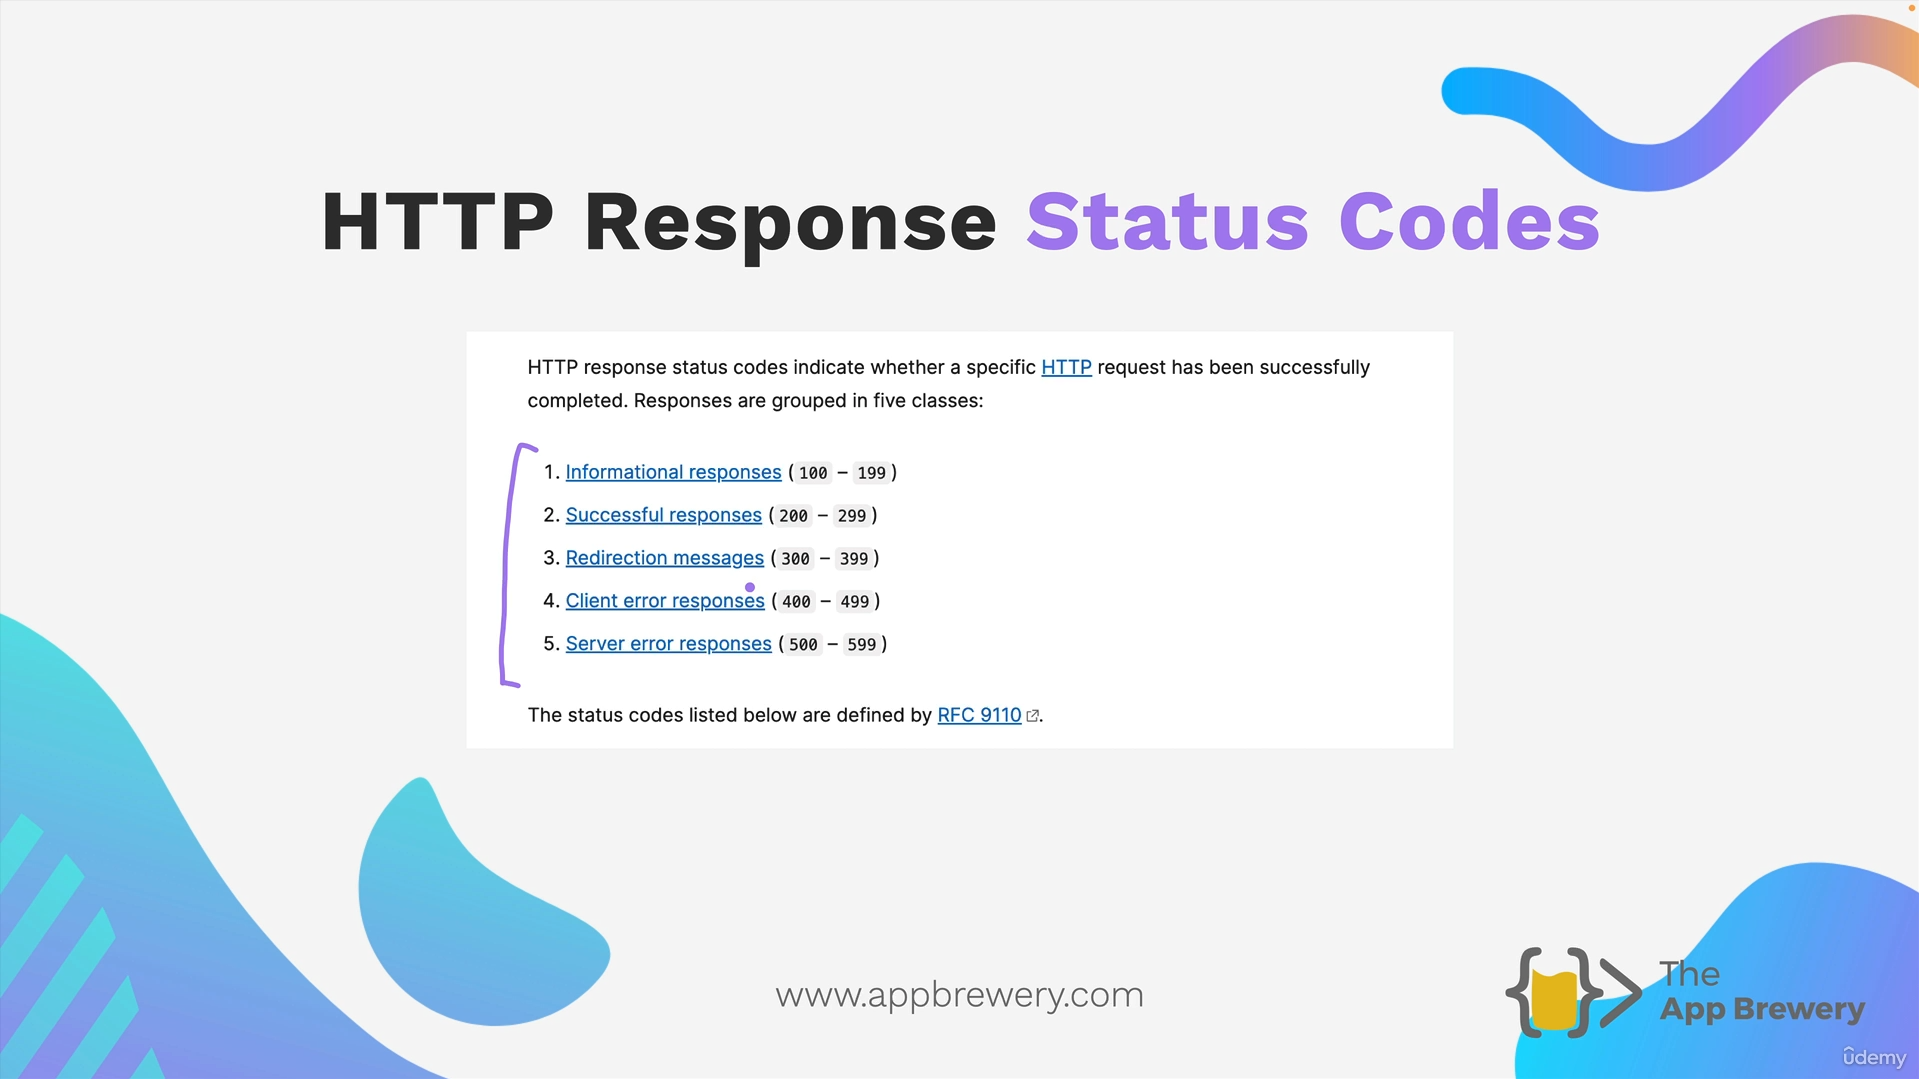 HTTP Response Status Codes
HTTP response status codes indicate whether a specific HTTP request has been successfully
completed. Responses are grouped in five classes:
1. Informational responses (100 – 199)
2. Successful responses (200 – 299)
3. Redirection messages (300 – 399)
4. Client error responses (400 – 499)
5. Server error responses (500 – 599)
The status codes listed below are defined by RFC 9110.
www.appbrewery.com
The
App Brewery
ûdemy